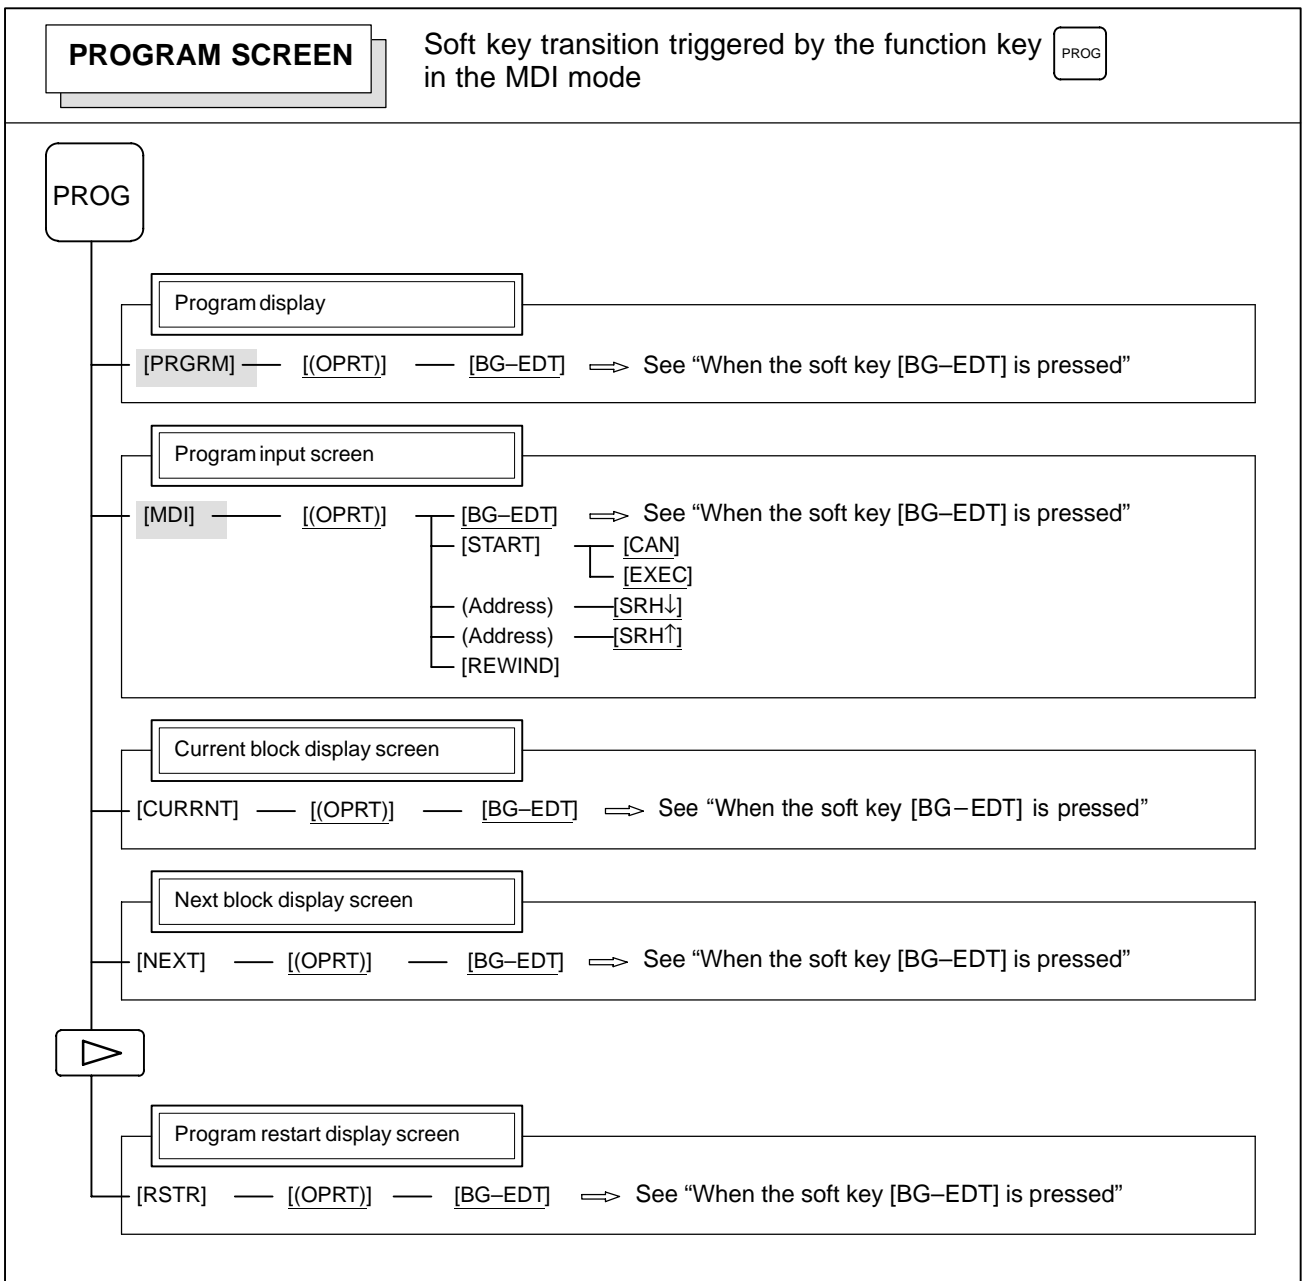 PROGRAM SCREEN
Soft key transition triggered by the function key PROG
in the MDI mode
PROG
Program display
[PRGRM] [(OPRT)] [BG–EDT] See “When the soft key [BG–EDT] is pressed”
Program input screen
[MDI] [(OPRT)] [BG–EDT] See “When the soft key [BG–EDT] is pressed”
[START] [CAN]
[EXEC]
(Address) [SRH↓]
(Address) [SRH↑]
[REWIND]
Current block display screen
[CURRNT] [(OPRT)] [BG–EDT] See “When the soft key [BG–EDT] is pressed”
Next block display screen
[NEXT] [(OPRT)] [BG–EDT] See “When the soft key [BG–EDT] is pressed”
Program restart display screen
[RSTR] [(OPRT)] [BG–EDT] See “When the soft key [BG–EDT] is pressed”